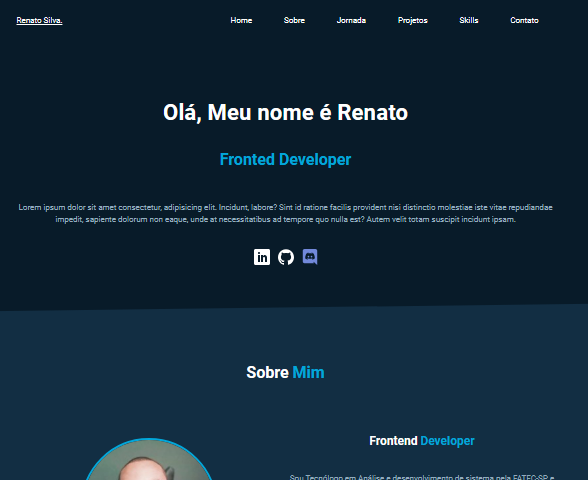 Renato Silva.
Home Sobre Jornada Projetos Skills Contato
Olá, Meu nome é Renato
Fronted Developer
Lorem ipsum dolor sit amet consectetur, adipisicing elit. Incidunt, labore? Sint id ratione facilis provident nisi distinctio molestiae iste vitae repudiandae
impedit, sapiente dolorum non eaque, unde at necessitatibus ad tempore quo nulla est? Autem velit totam suscipit incidunt ipsam.
in
Sobre Mim
Frontend Developer
Sou Tecnólogo em Análise e desenvolvimento de sistema pela FATEC-SP e